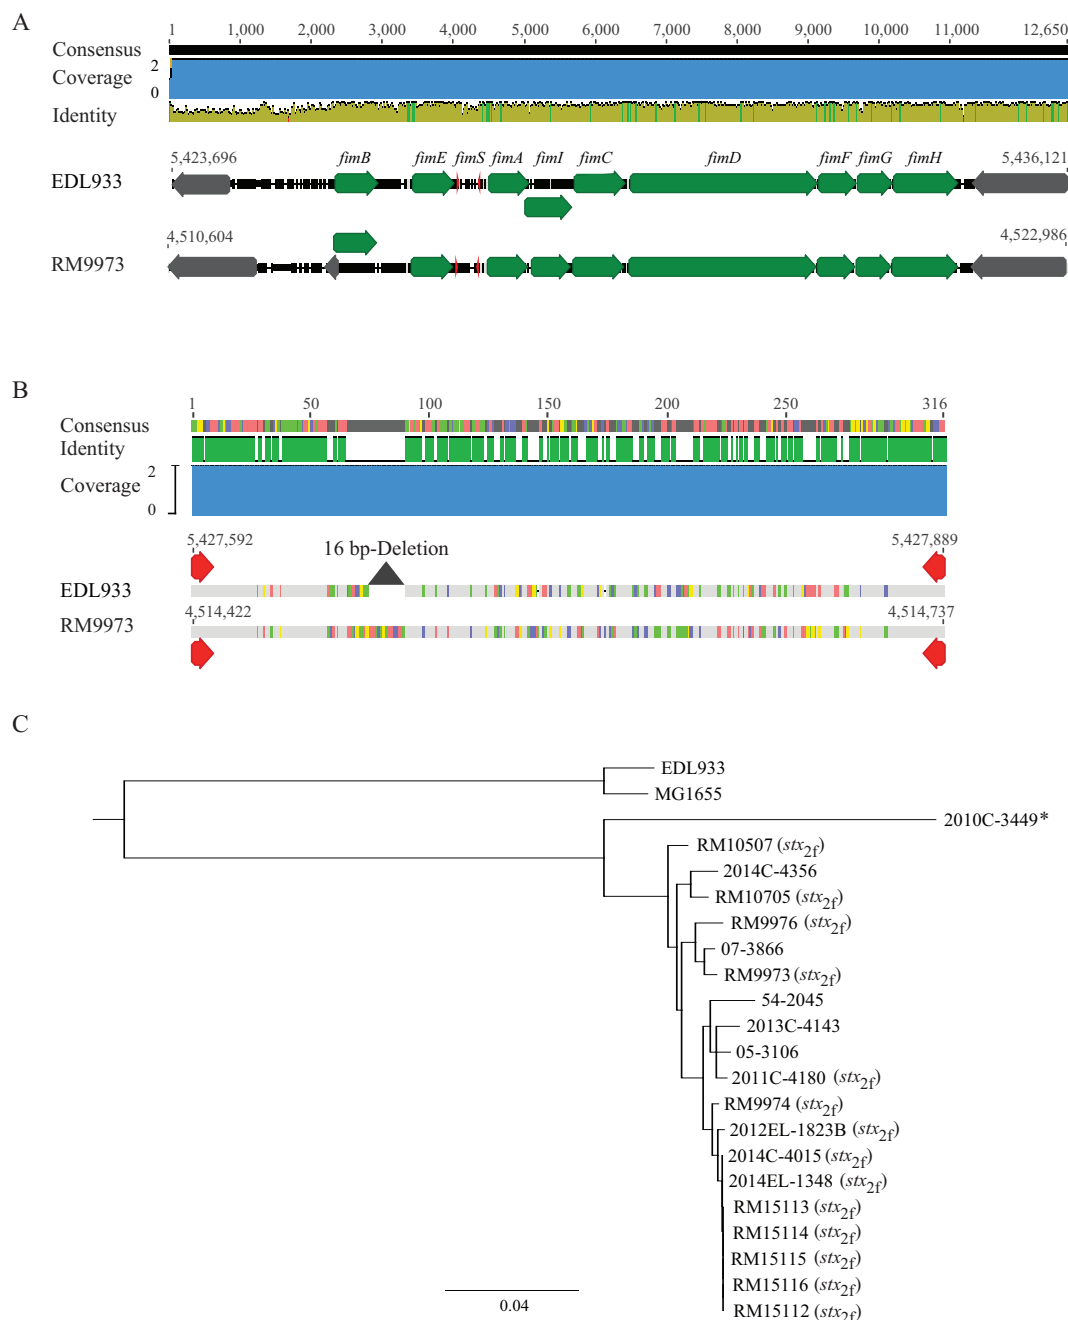 A
1 1,000 2,000 3,000 4,000 5,000 6,000 7,000 8,000 9,000 10,000 11,000 12,650
Consensus
Coverage 2 0
Identity
fimB fimE fimS fimA fimI fimC fimD fimF fimG fimH
5,423,696 5,436,121
EDL933
4,510,604 4,522,986
RM9973
B
1 50 100 150 200 250 316
Consensus
Identity
Coverage 2 0
5,427,592 16 bp-Deletion 5,427,889
EDL933
4,514,422 4,514,737
RM9973
C
EDL933
MG1655
2010C-3449*
RM10507 (stx2f)
2014C-4356
RM10705 (stx2f)
RM9976 (stx2f)
07-3866
RM9973 (stx2f)
54-2045
2013C-4143
05-3106
2011C-4180 (stx2f)
RM9974 (stx2f)
2012EL-1823B (stx2f)
2014C-4015 (stx2f)
2014EL-1348 (stx2f)
RM15113 (stx2f)
RM15114 (stx2f)
RM15115 (stx2f)
RM15116 (stx2f)
RM15112 (stx2f)
0.04